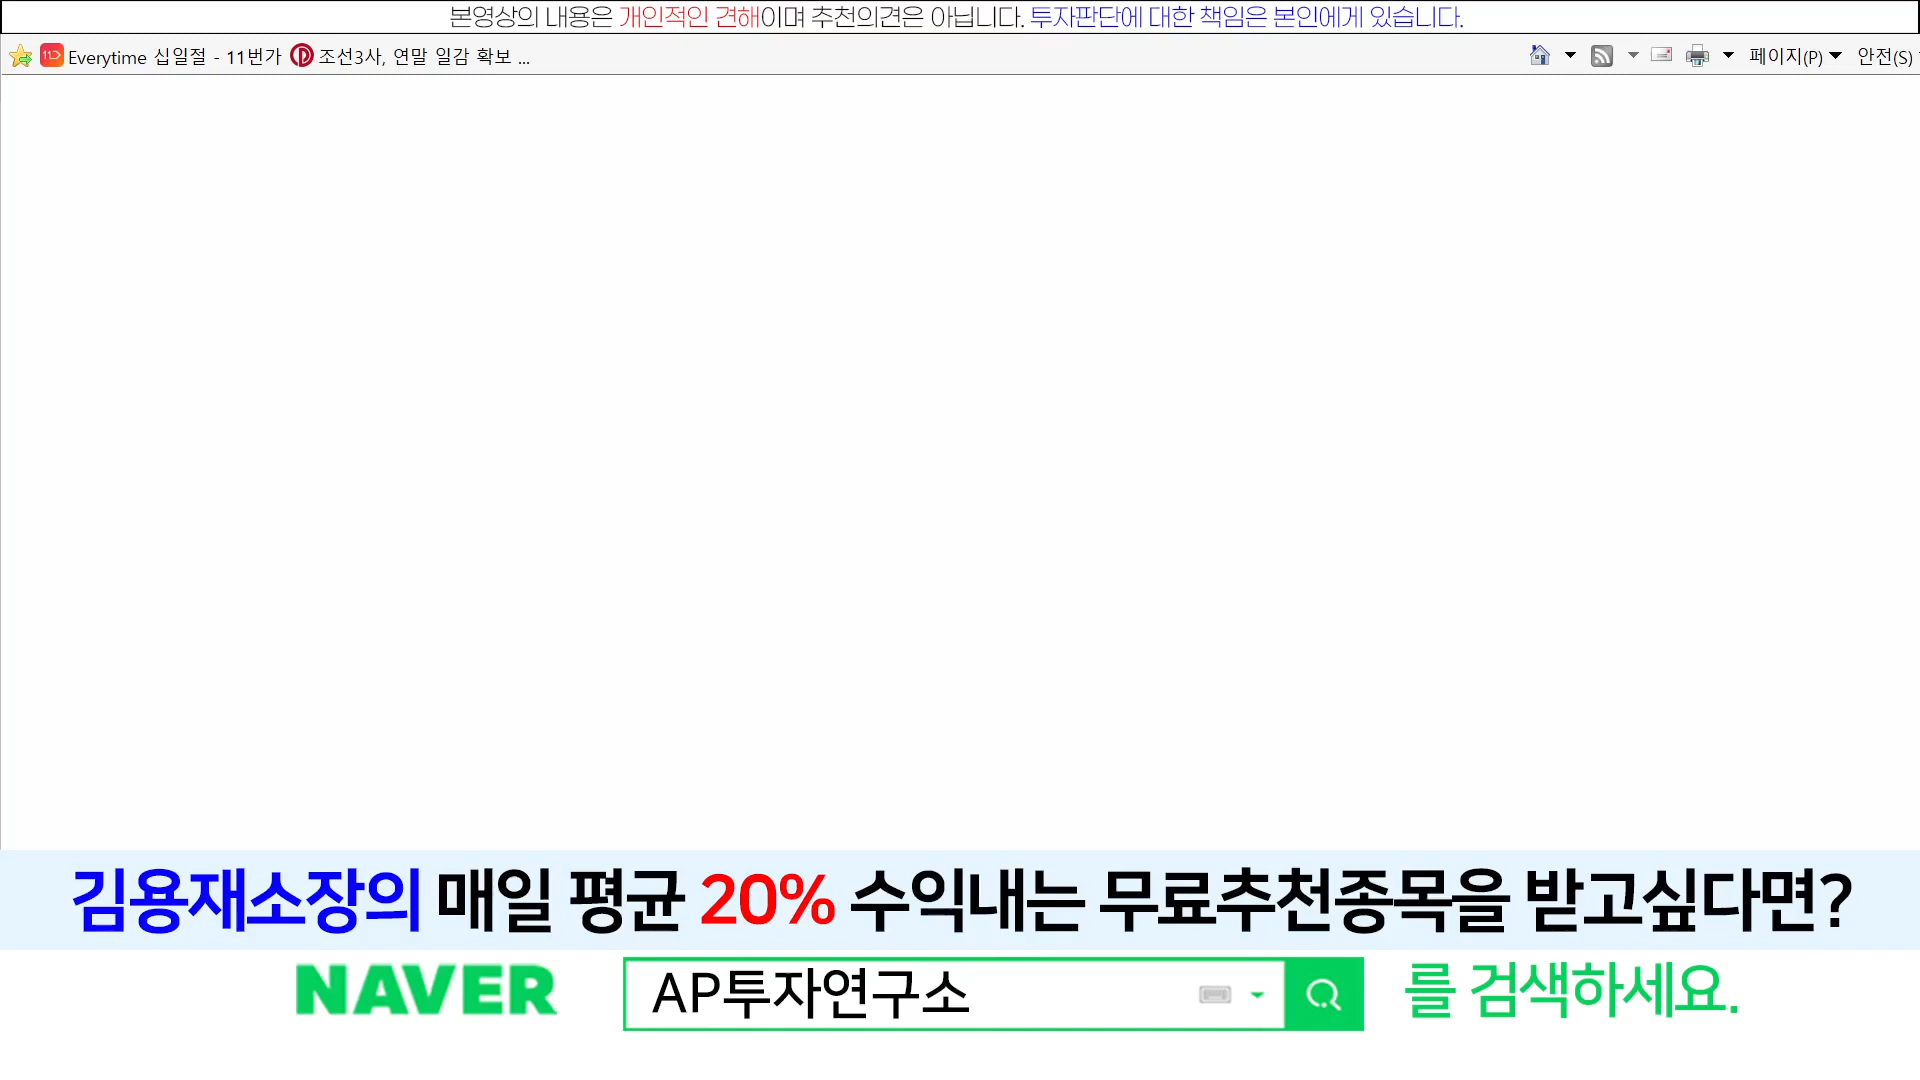 본영상의 내용은 개인적인 견해이며 추천의견은 아닙니다. 투자판단에 대한 책임은 본인에게 있습니다.
Everytime 십일절 - 11번가 조선3사, 연말 일감 확보 ... 페이지(P) 안전(S)
김용재소장의 매일 평균 20% 수익내는 무료추천종목을 받고싶다면?
NAVER AP투자연구소 를 검색하세요.